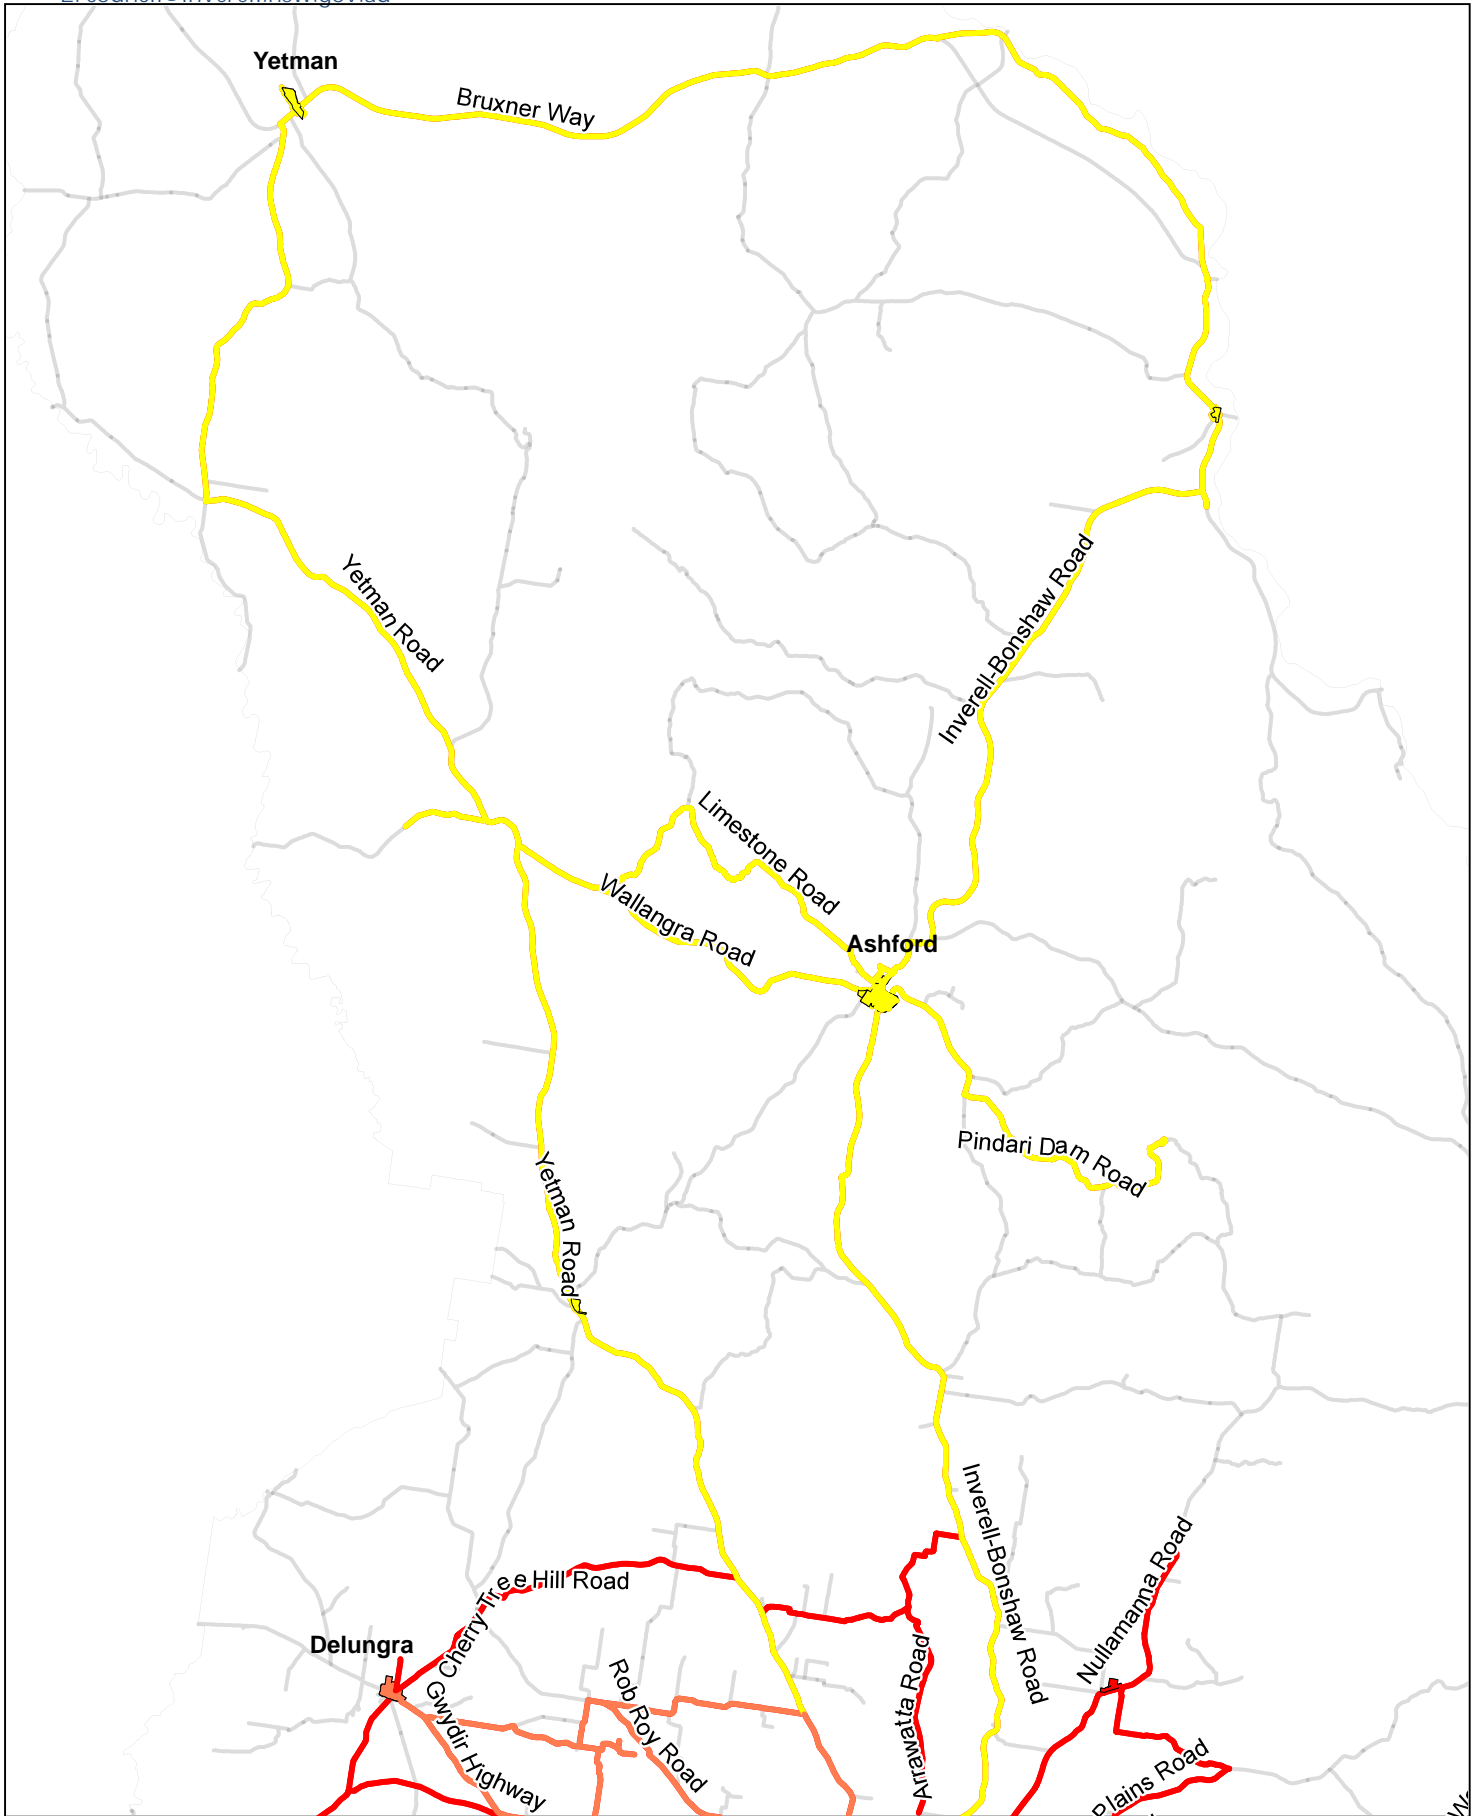 Yetman
Bruxner Way
Yetman Road
Inverell-Bonshaw Road
Limestone Road
Wallangra Road
Ashford
Pindari Dam Road
Yetman Road
Inverell-Bonshaw Road
Nullamanna Road
Cherry Tree Hill Road
Delungra
Gwydir Highway
Rob Roy Road
Arrawatta Road
Plains Road